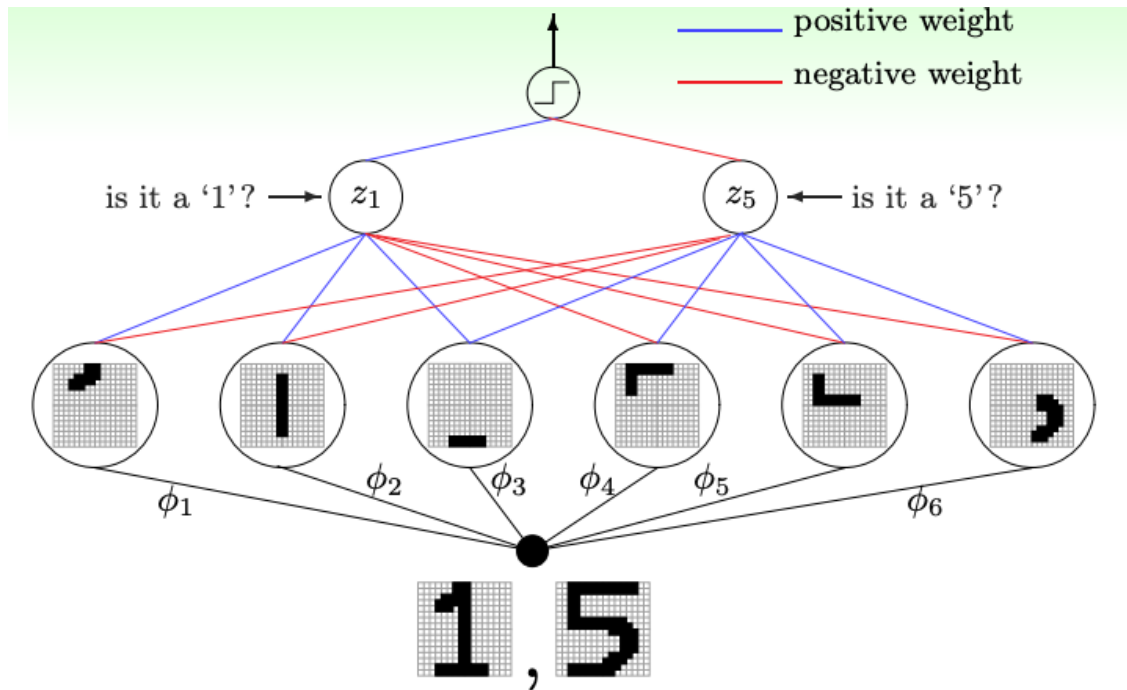 positive weight
negative weight
is it a ‘1’?
z₁
z₅
is it a ‘5’?
ϕ₁
ϕ₂
ϕ₃
ϕ₄
ϕ₅
ϕ₆
1 , 5